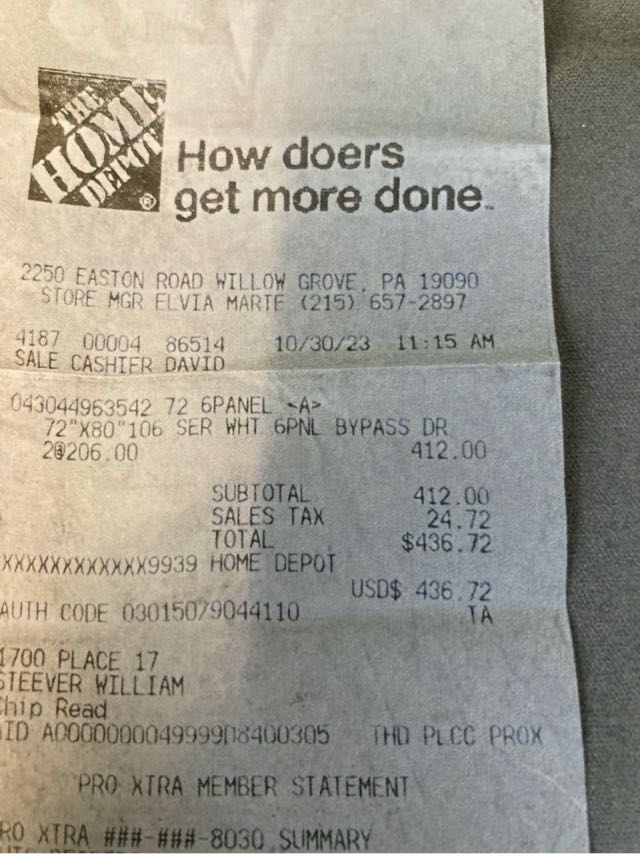 THE
HOME
DEPOT
®
How doers
get more done™
2250 EASTON ROAD WILLOW GROVE, PA 19090
STORE MGR ELVIA MARTE (215) 657-2897
4187 00004 86514 10/30/23 11:15 AM
SALE CASHIER DAVID
043044963542 72 6PANEL <A>
72"X80"106 SER WHT 6PNL BYPASS DR
2@206.00 412.00
SUBTOTAL 412.00
SALES TAX 24.72
TOTAL $436.72
XXXXXXXXXXXX9939 HOME DEPOT
USD$ 436.72
AUTH CODE 03015079044110 TA
1700 PLACE 17
STEEVER WILLIAM
Chip Read
AID A0000000049999D8400305 THD PLCC PROX
PRO XTRA MEMBER STATEMENT
PRO XTRA ###-###-8030 SUMMARY